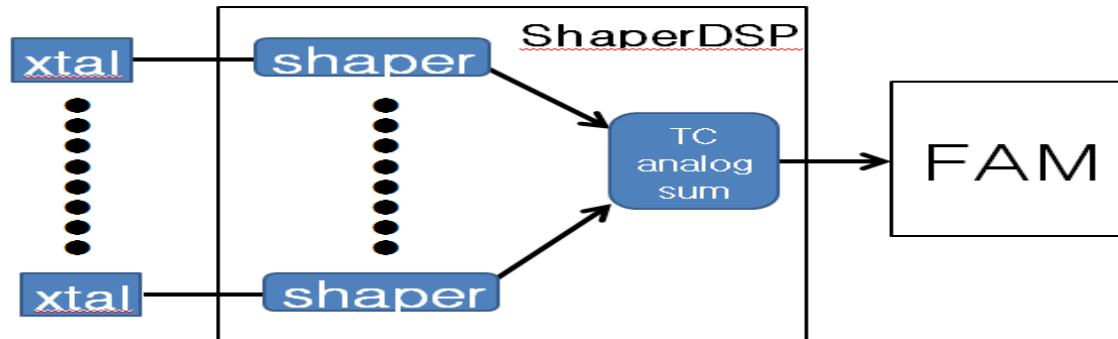 ShaperDSP
xtal
shaper
TC
analog
sum
FAM
xtal
shaper